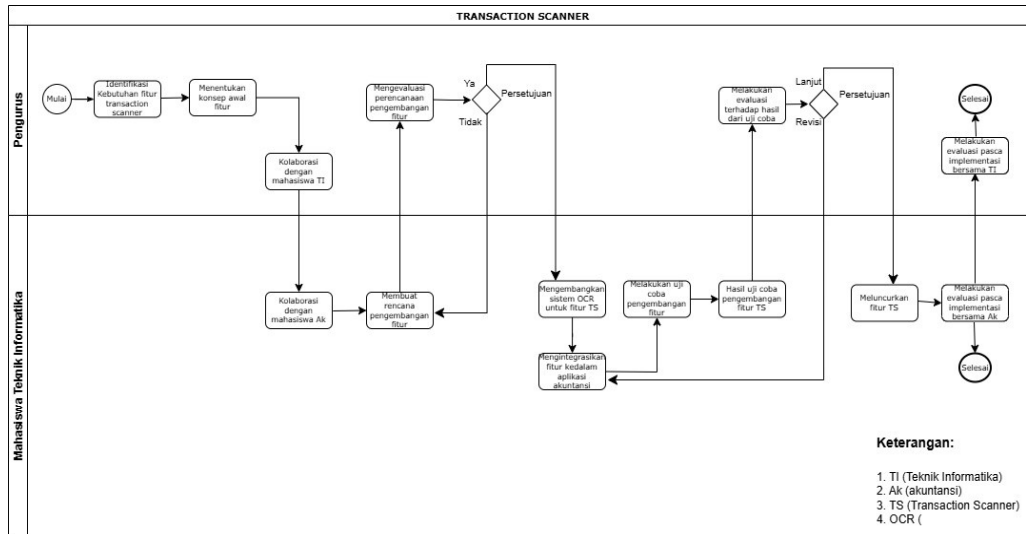 TRANSACTION SCANNER
Pengurus
Mulai
Identifikasi
Kebutuhan fitur
transaction
scanner
Menentukan
konsep awal
fitur
Kolaborasi
dengan
mahasiswa TI
Mengevaluasi
perencanaan
pengembangan
fitur
Ya
Tidak
Persetujuan
Melakukan
evaluasi
terhadap hasil
dari uji coba
Lanjut
Revisi
Persetujuan
Selesai
Melakukan
evaluasi pasca
implementasi
bersama TI
Mahasiswa Teknik Informatika
Kolaborasi
dengan
mahasiswa Ak
Membuat
rencana
pengembangan
fitur
Mengembangkan
sistem OCR
untuk fitur TS
Mengintegrasikan
fitur kedalam
aplikasi
akuntansi
Melakukan uji
coba
pengembangan
fitur
Hasil uji coba
pengembangan
fitur TS
Meluncurkan
fitur TS
Melakukan
evaluasi pasca
implementasi
bersama Ak
Selesai
Keterangan:
1. TI (Teknik Informatika)
2. Ak (akuntansi)
3. TS (Transaction Scanner)
4. OCR (